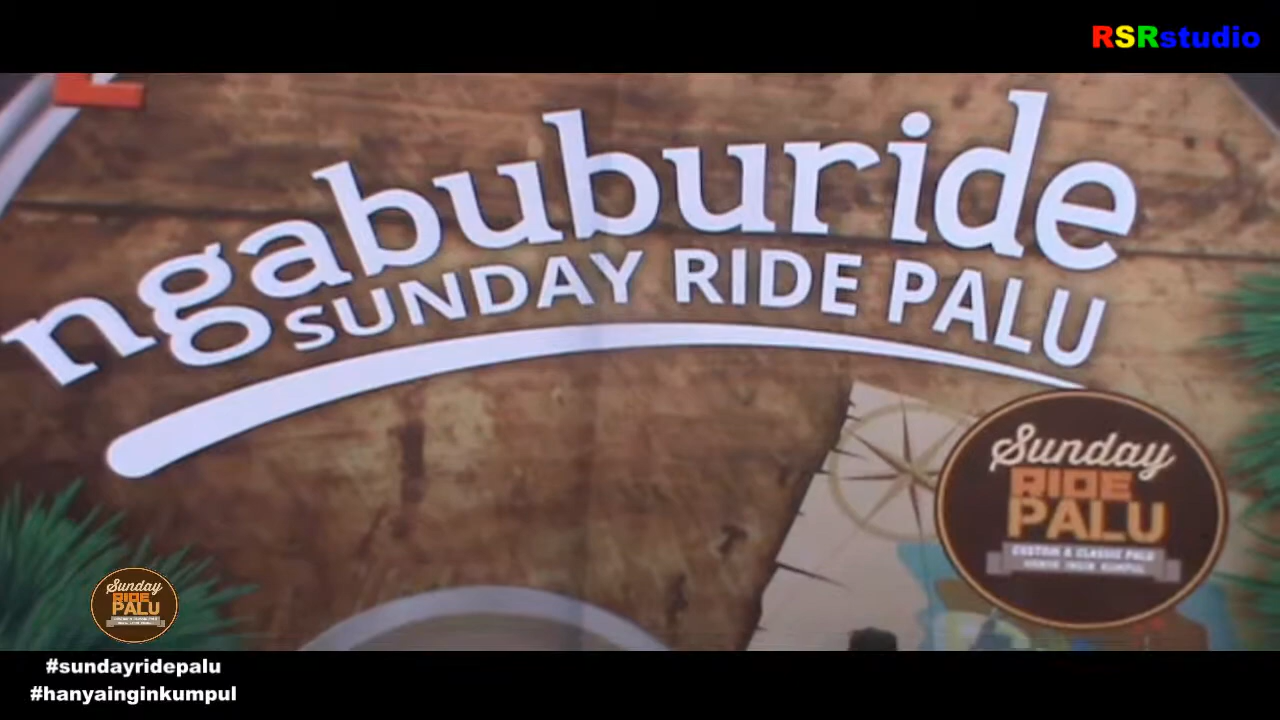 RSRstudio
ngabuburide
SUNDAY RIDE PALU
Sunday
RIDE
PALU
CUSTOM & CLASSIC PALU
HANYA INGIN KUMPUL
Sunday
RIDE
PALU
#sundayridepalu
#hanyainginkumpul